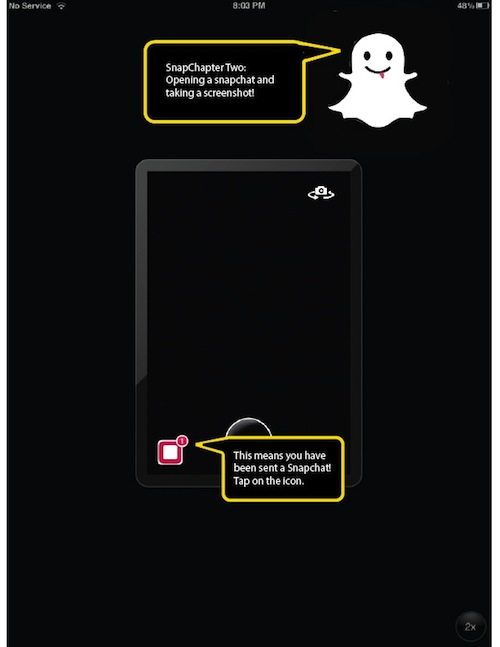 No Service 8:03 PM 48%
SnapChapter Two:
Opening a snapchat and
taking a screenshot!
1
This means you have
been sent a Snapchat!
Tap on the icon.
2x